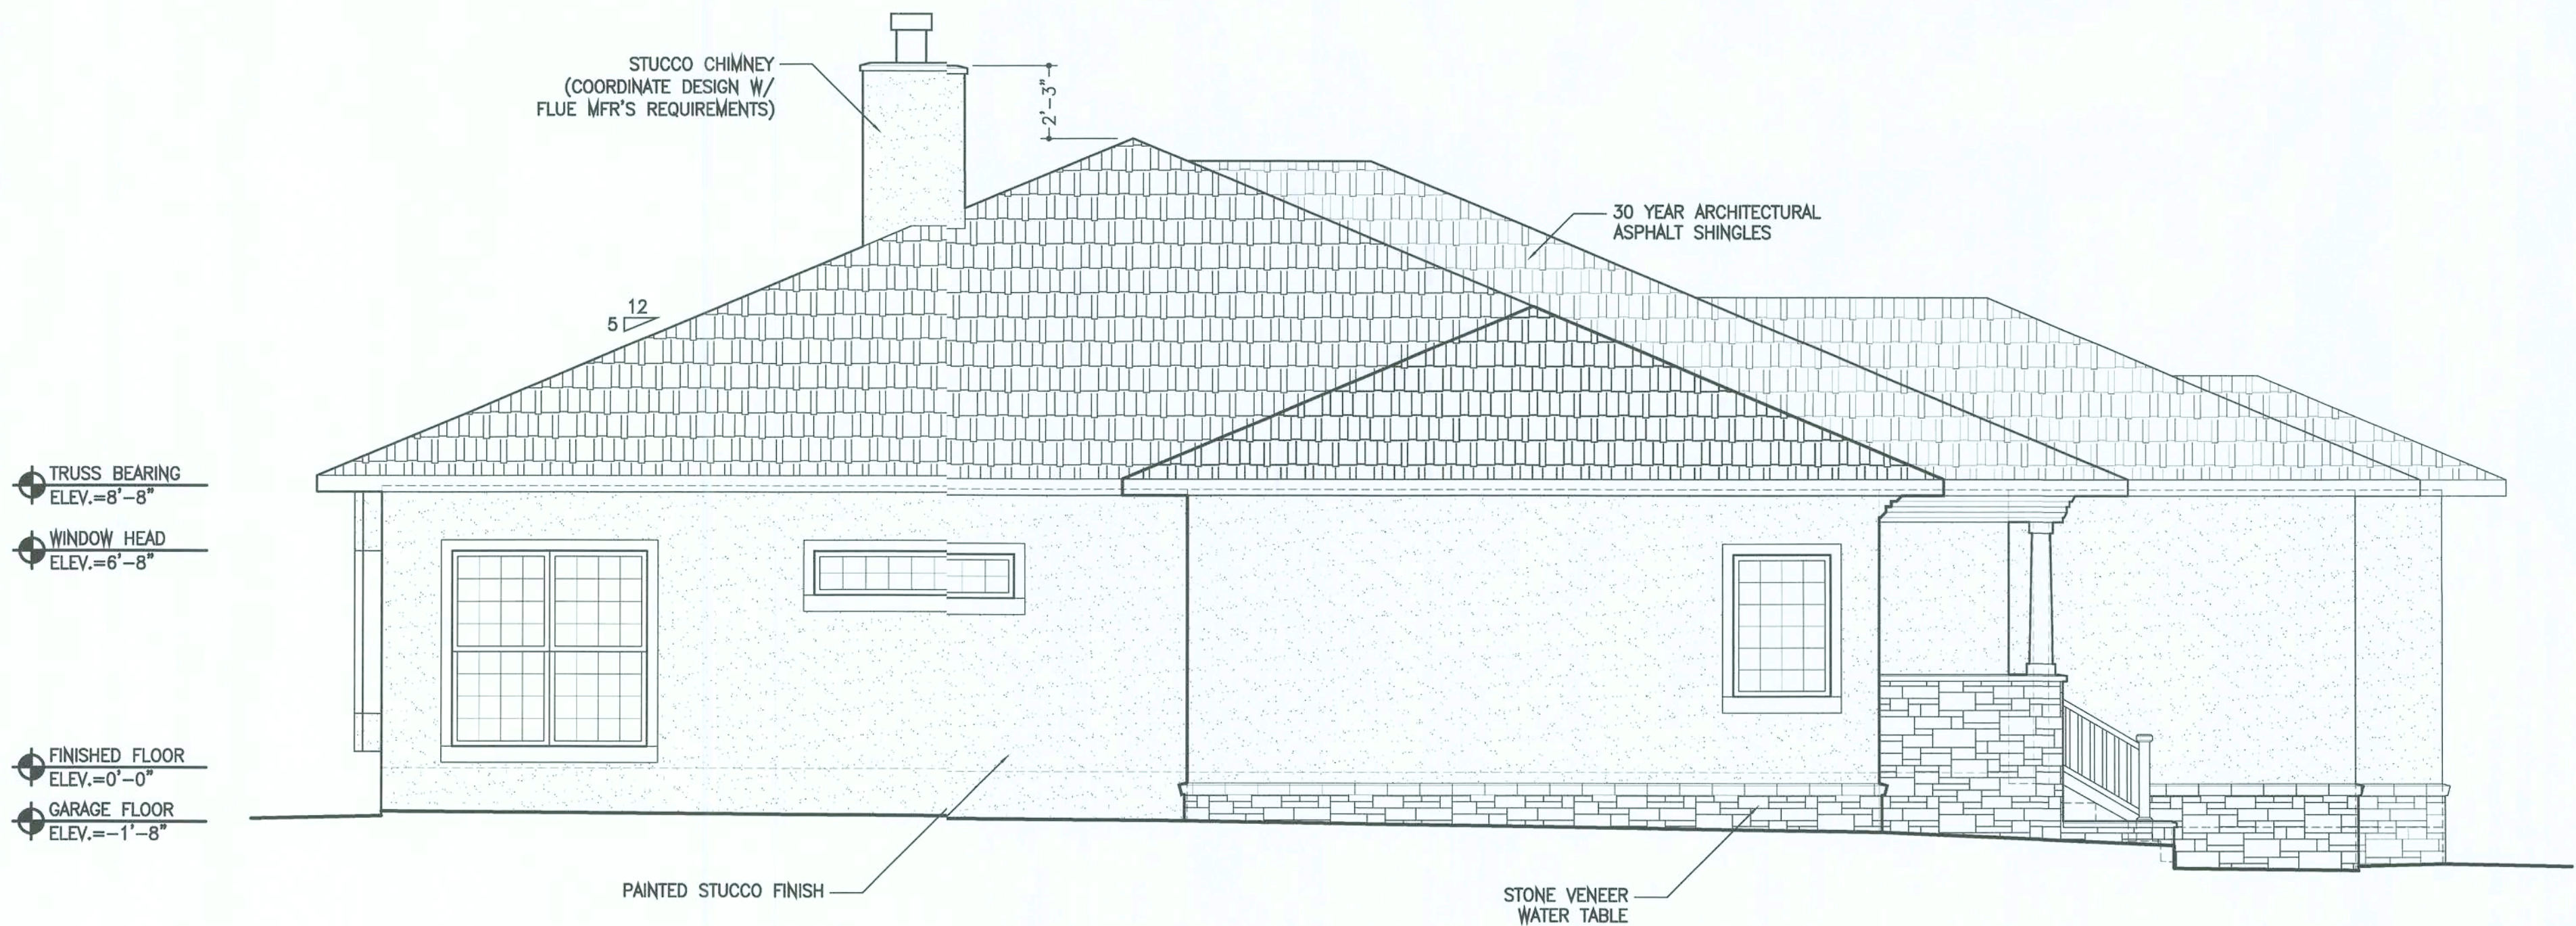 STUCCO CHIMNEY
(COORDINATE DESIGN W/
FLUE MFR'S REQUIREMENTS)
2'-3"
30 YEAR ARCHITECTURAL
ASPHALT SHINGLES
12
5
TRUSS BEARING
ELEV.=8'-8"
WINDOW HEAD
ELEV.=6'-8"
FINISHED FLOOR
ELEV.=0'-0"
GARAGE FLOOR
ELEV.=-1'-8"
PAINTED STUCCO FINISH
STONE VENEER
WATER TABLE